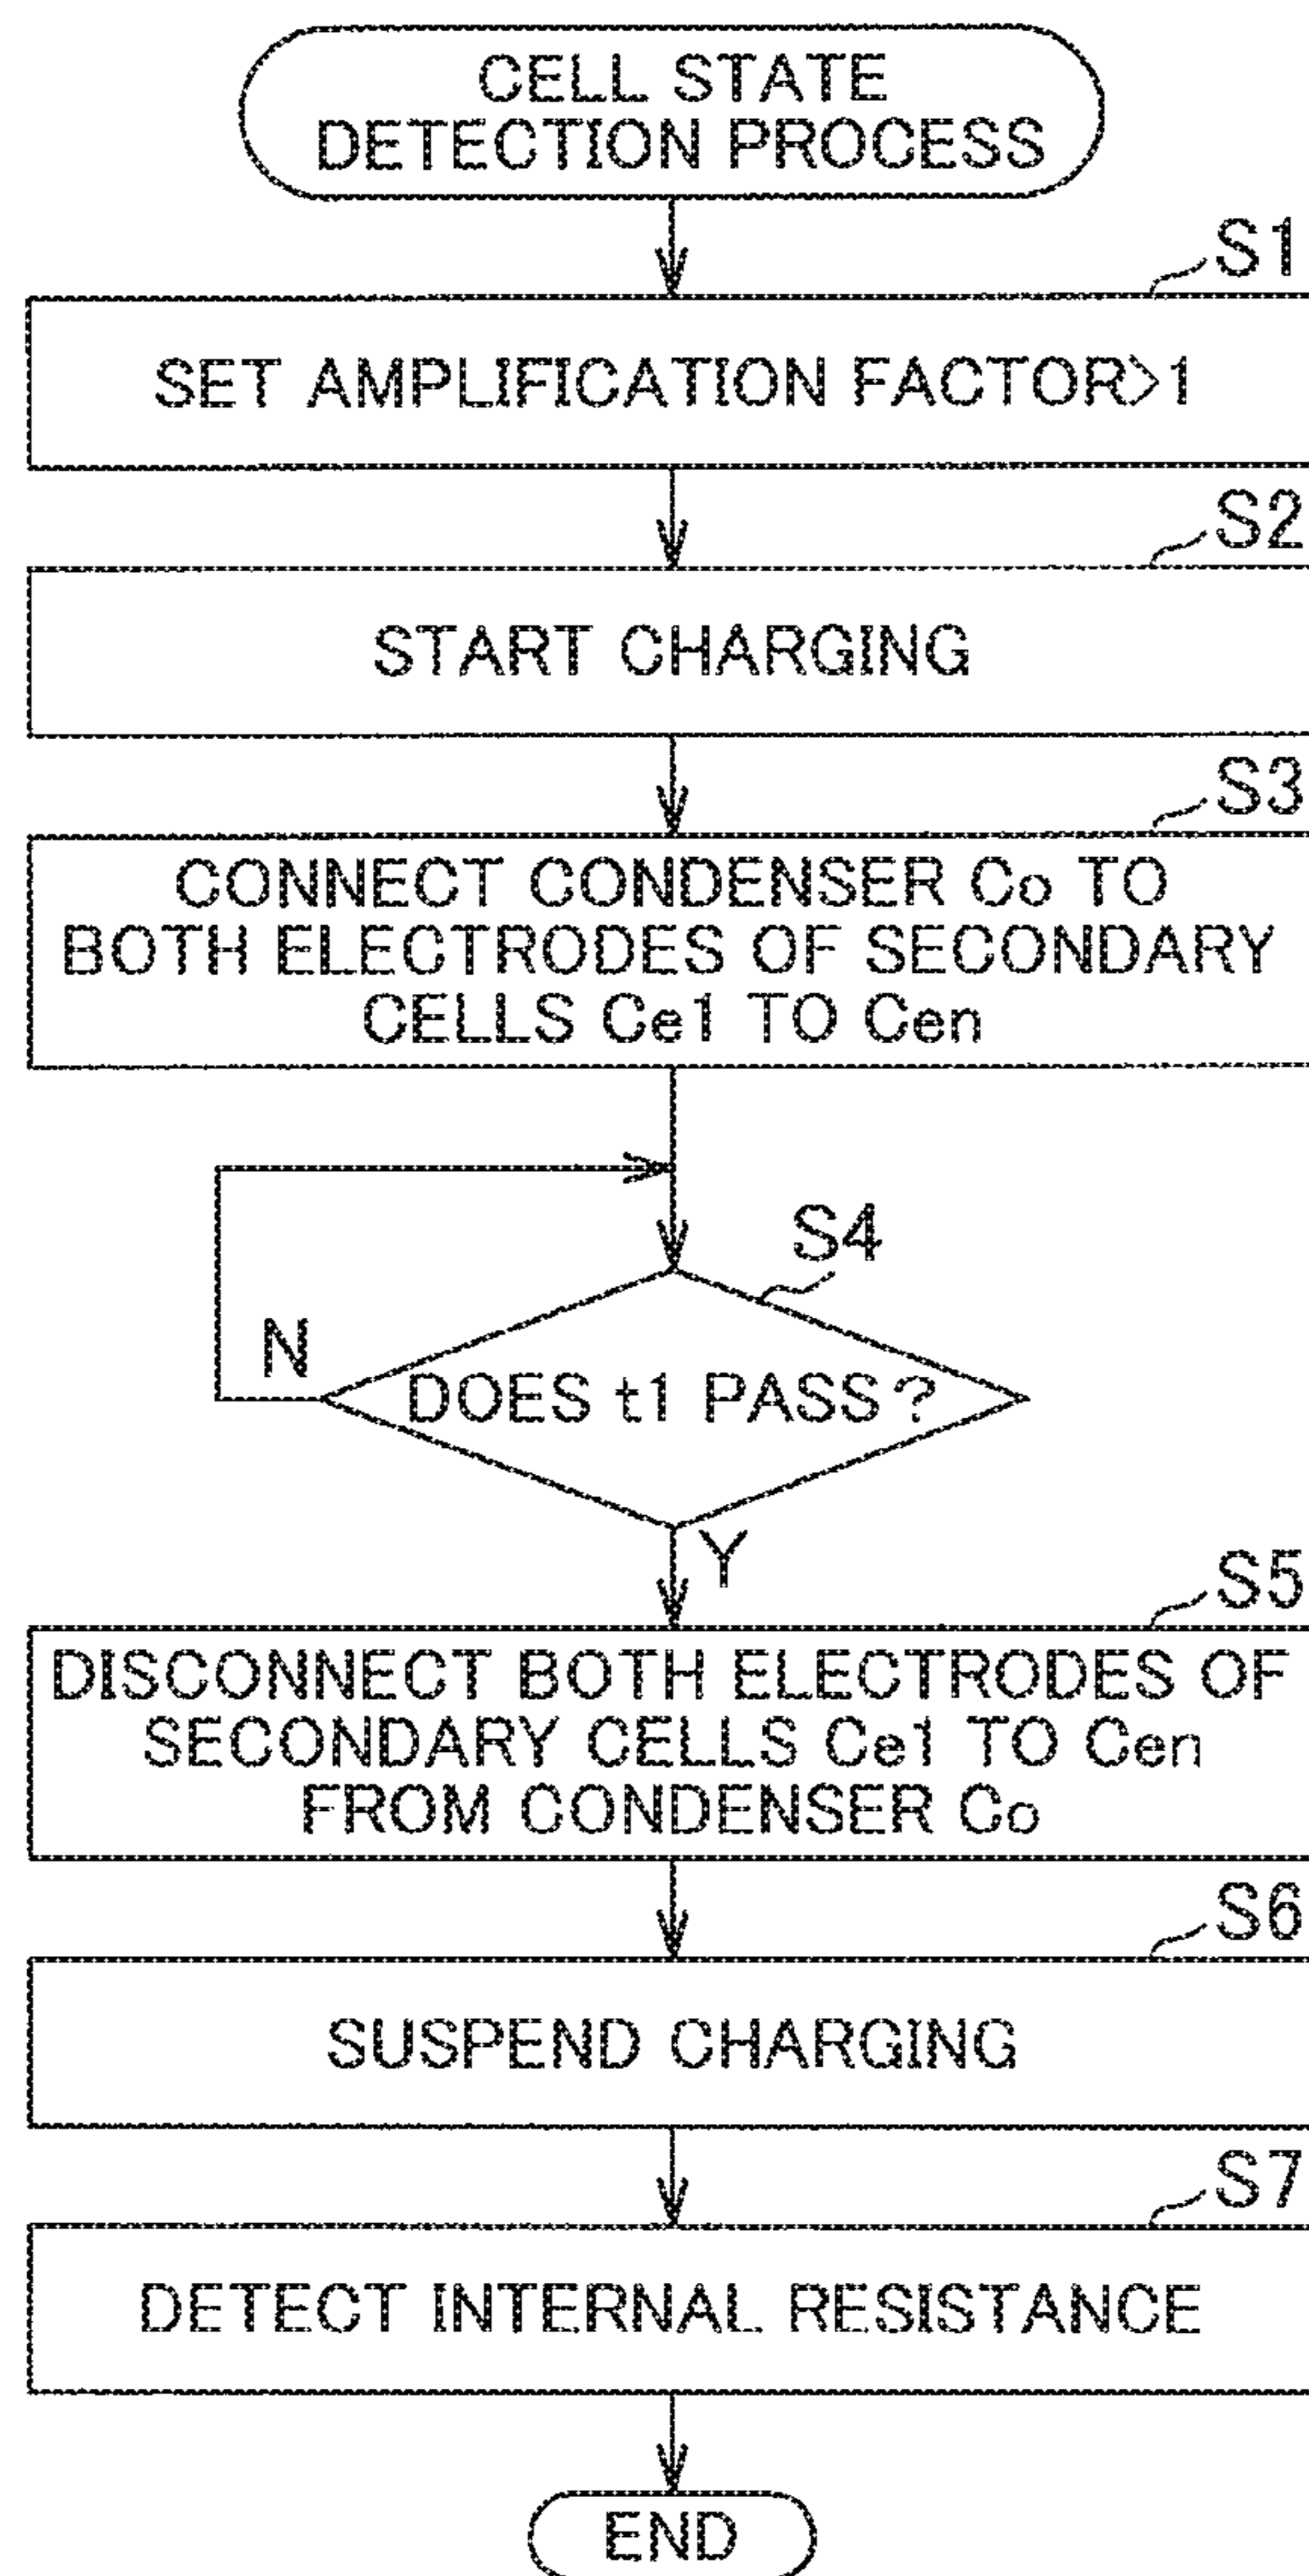 CELL STATE
DETECTION PROCESS
S1
SET AMPLIFICATION FACTOR>1
S2
START CHARGING
S3
CONNECT CONDENSER Co TO
BOTH ELECTRODES OF SECONDARY
CELLS Ce1 TO Cen
S4
N
DOES t1 PASS?
Y
S5
DISCONNECT BOTH ELECTRODES OF
SECONDARY CELLS Ce1 TO Cen
FROM CONDENSER Co
S6
SUSPEND CHARGING
S7
DETECT INTERNAL RESISTANCE
END